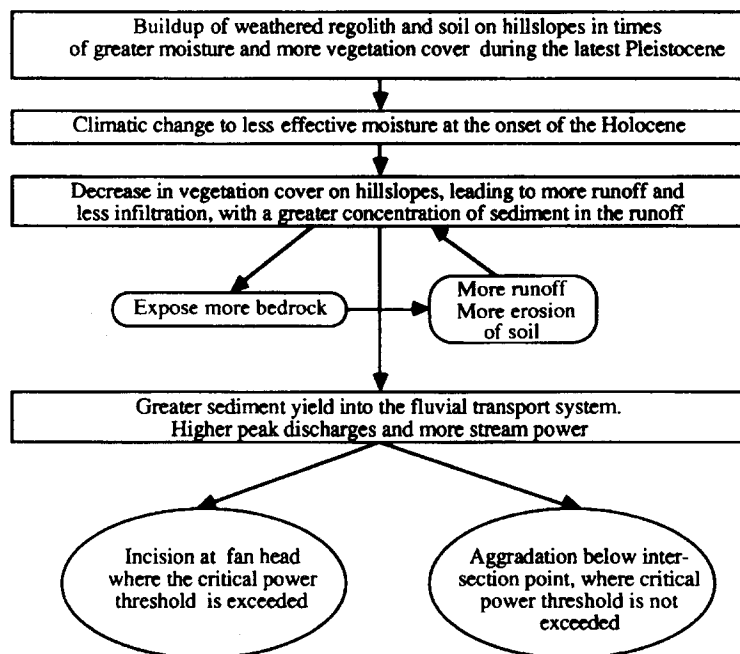 Buildup of weathered regolith and soil on hillslopes in times
of greater moisture and more vegetation cover during the latest Pleistocene
Climatic change to less effective moisture at the onset of the Holocene
Decrease in vegetation cover on hillslopes, leading to more runoff and
less infiltration, with a greater concentration of sediment in the runoff
Expose more bedrock
More runoff
More erosion
of soil
Greater sediment yield into the fluvial transport system.
Higher peak discharges and more stream power
Incision at fan head
where the critical power
threshold is exceeded
Aggradation below inter-
section point, where critical
power threshold is not
exceeded